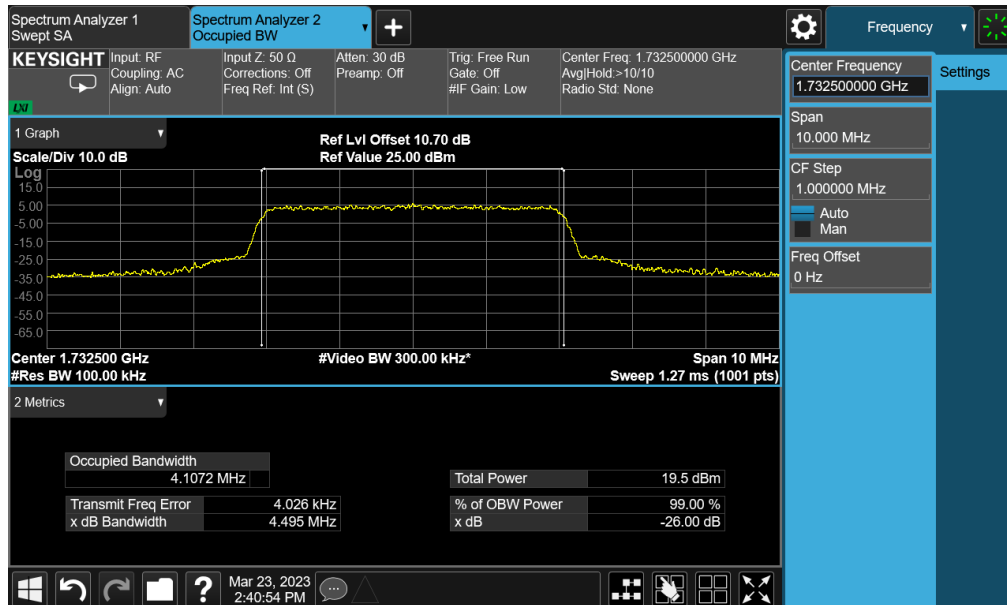 Spectrum Analyzer 1
Swept SA
Spectrum Analyzer 2
Occupied BW
Frequency
KEYSIGHT
LXI
Input: RF
Coupling: AC
Align: Auto
Input Z: 50 Ω
Corrections: Off
Freq Ref: Int (S)
Atten: 30 dB
Preamp: Off
Trig: Free Run
Gate: Off
#IF Gain: Low
Center Freq: 1.732500000 GHz
Avg|Hold:>10/10
Radio Std: None
Center Frequency
1.732500000 GHz
Settings
Span
10.000 MHz
CF Step
1.000000 MHz
Auto
Man
Freq Offset
0 Hz
1 Graph
Scale/Div 10.0 dB
Ref Lvl Offset 10.70 dB
Ref Value 25.00 dBm
Log
15.0
5.00
-5.00
-15.0
-25.0
-35.0
-45.0
-55.0
-65.0
Center 1.732500 GHz
#Video BW 300.00 kHz*
Span 10 MHz
#Res BW 100.00 kHz
Sweep 1.27 ms (1001 pts)
2 Metrics
Occupied Bandwidth
4.1072 MHz
Total Power 19.5 dBm
Transmit Freq Error 4.026 kHz
% of OBW Power 99.00 %
x dB Bandwidth 4.495 MHz
x dB -26.00 dB
?
Mar 23, 2023
2:40:54 PM